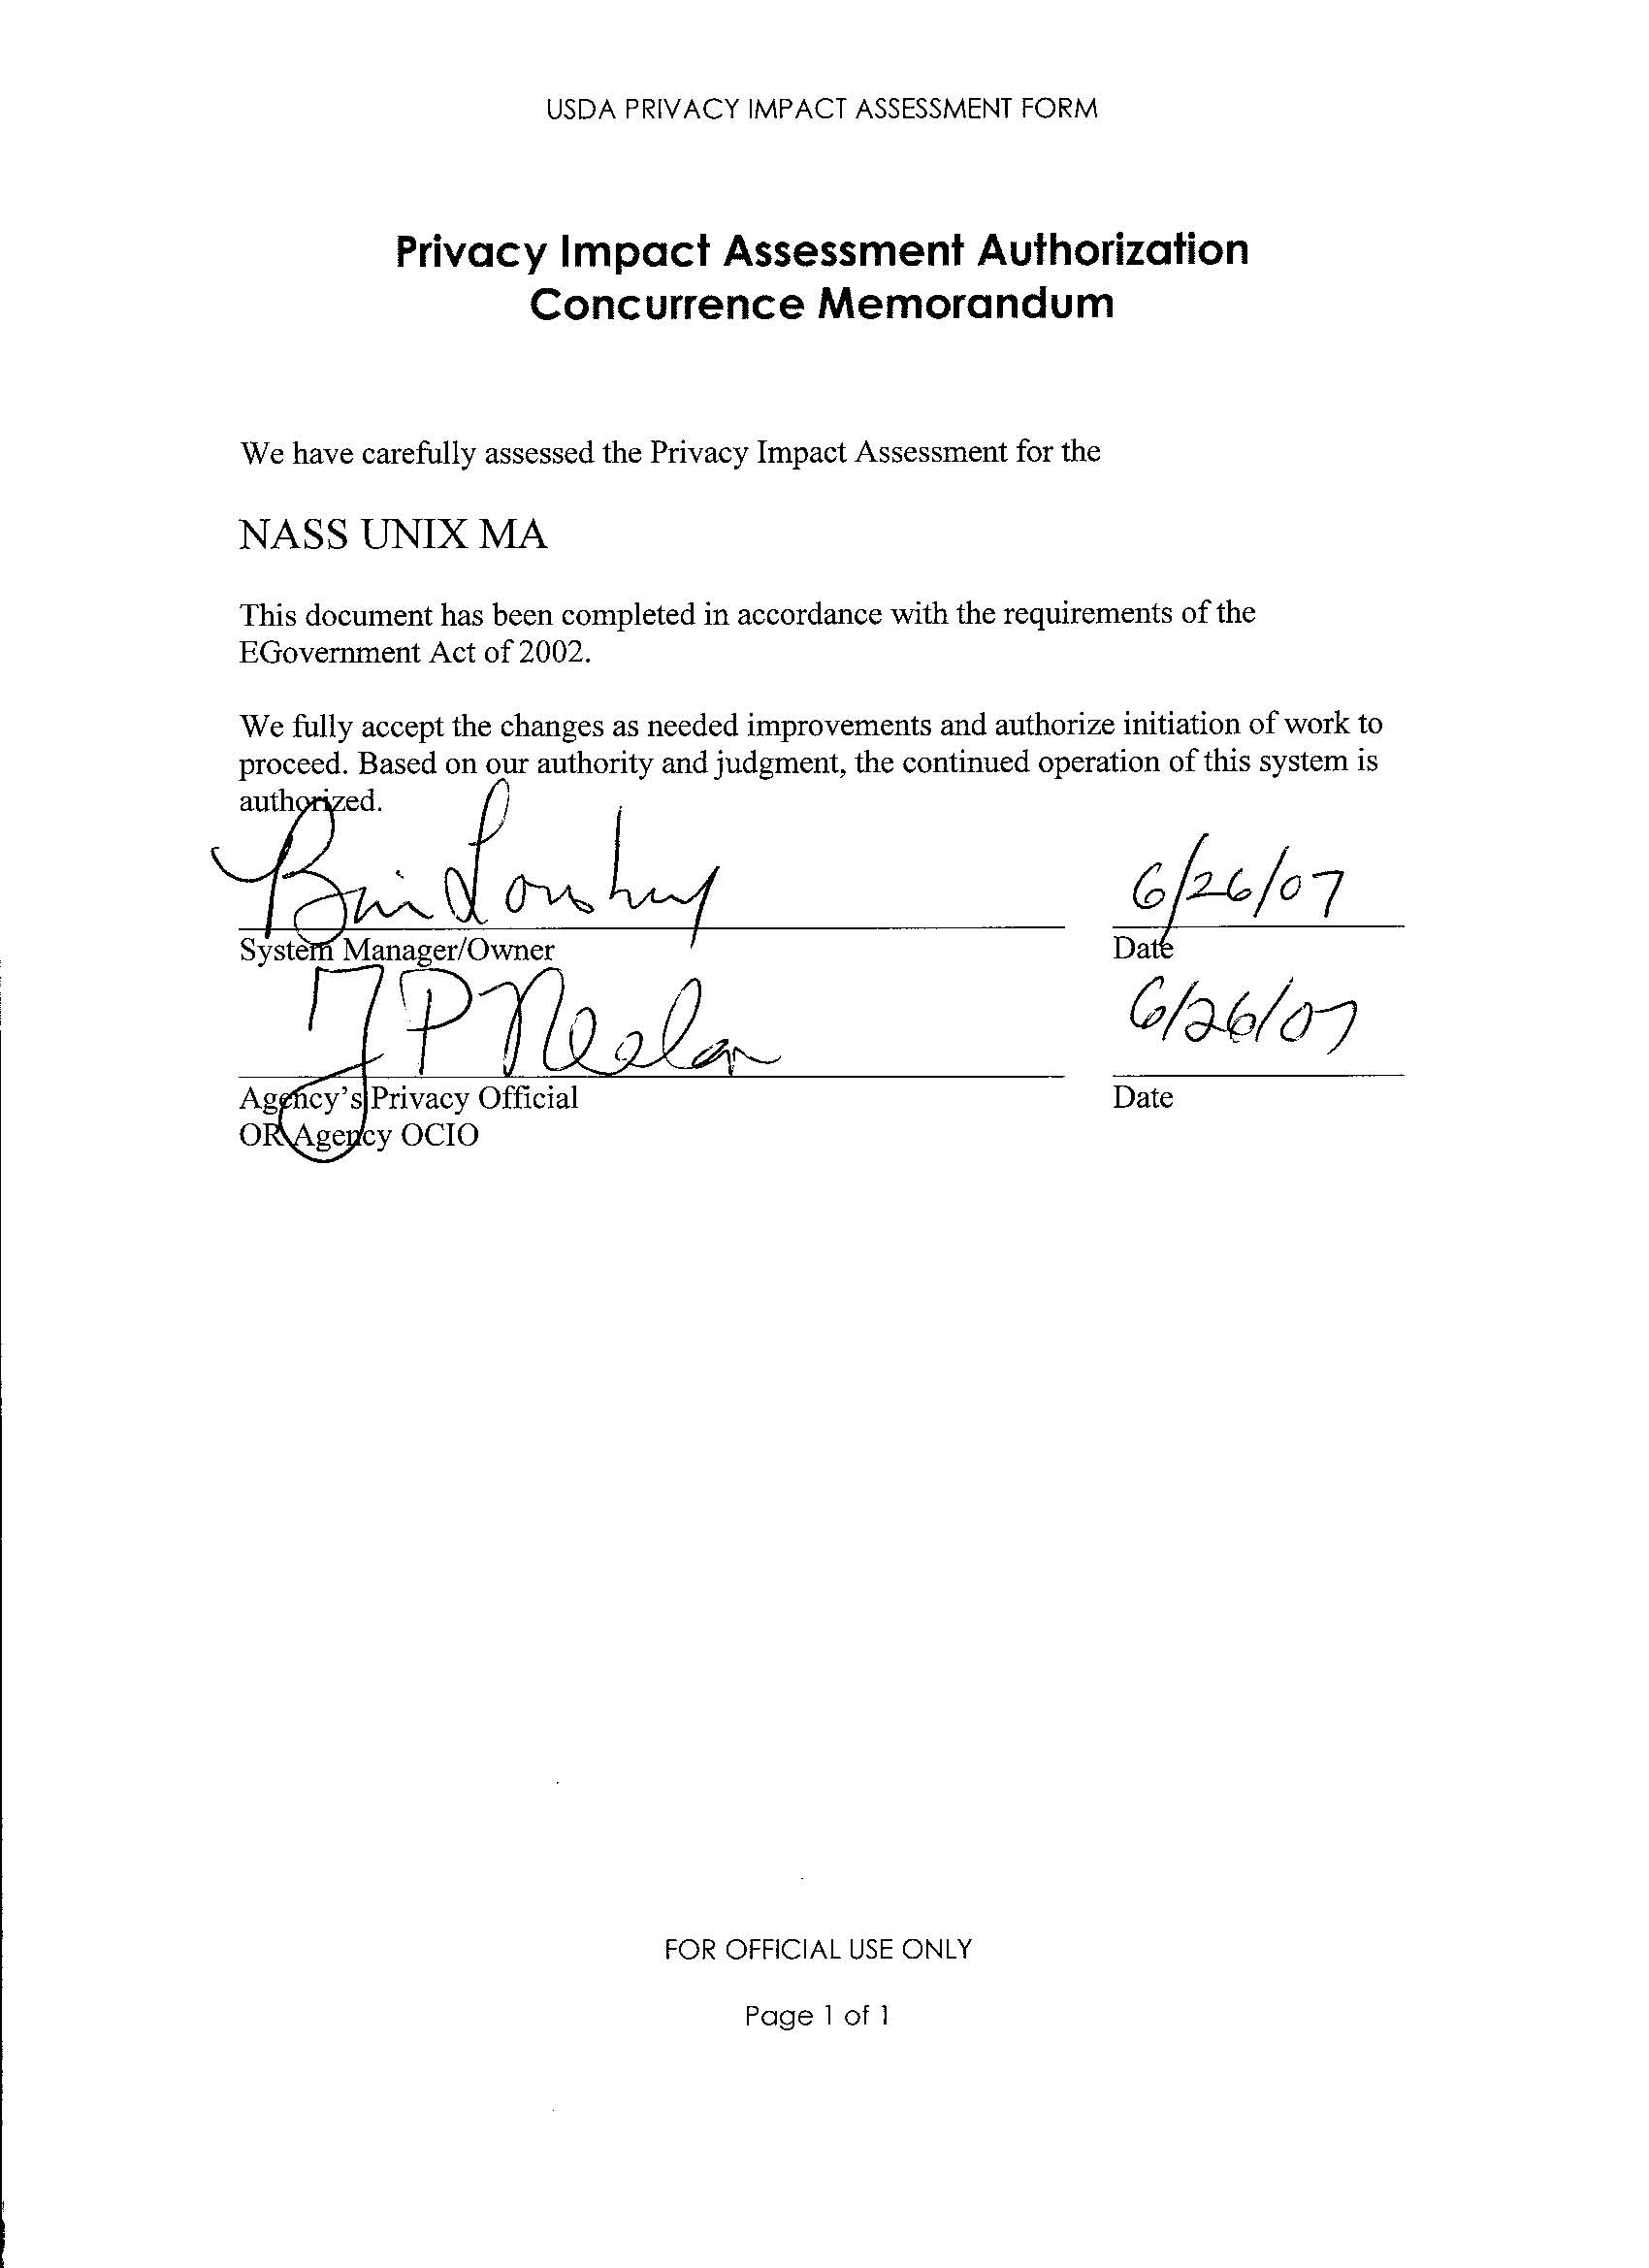 USDA PRIVACY IMPACT ASSESSMENT FORM
Privacy Impact Assessment Authorization
Concurrence Memorandum
We have carefully assessed the Privacy Impact Assessment for the
NASS UNIX MA
This document has been completed in accordance with the requirements of the
EGovernment Act of 2002.
We fully accept the changes as needed improvements and authorize initiation of work to
proceed. Based on our authority and judgment, the continued operation of this system is
authorized.
6/26/07
System Manager/Owner Date
6/26/07
Agency's Privacy Official Date
OR Agency OCIO
FOR OFFICIAL USE ONLY
Page 1 of 1